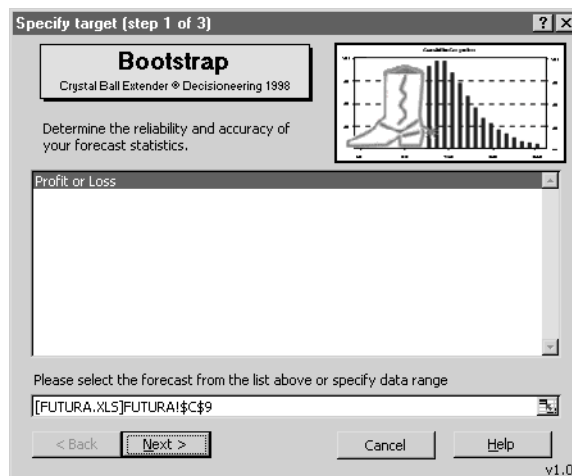 Specify target (step 1 of 3)
Bootstrap
Crystal Ball Extender ® Decisioneering 1998
Determine the reliability and accuracy of
your forecast statistics.
Profit or Loss
Please select the forecast from the list above or specify data range
[FUTURA.XLS]FUTURA!$C$9
< Back
Next >
Cancel
Help
v1.0